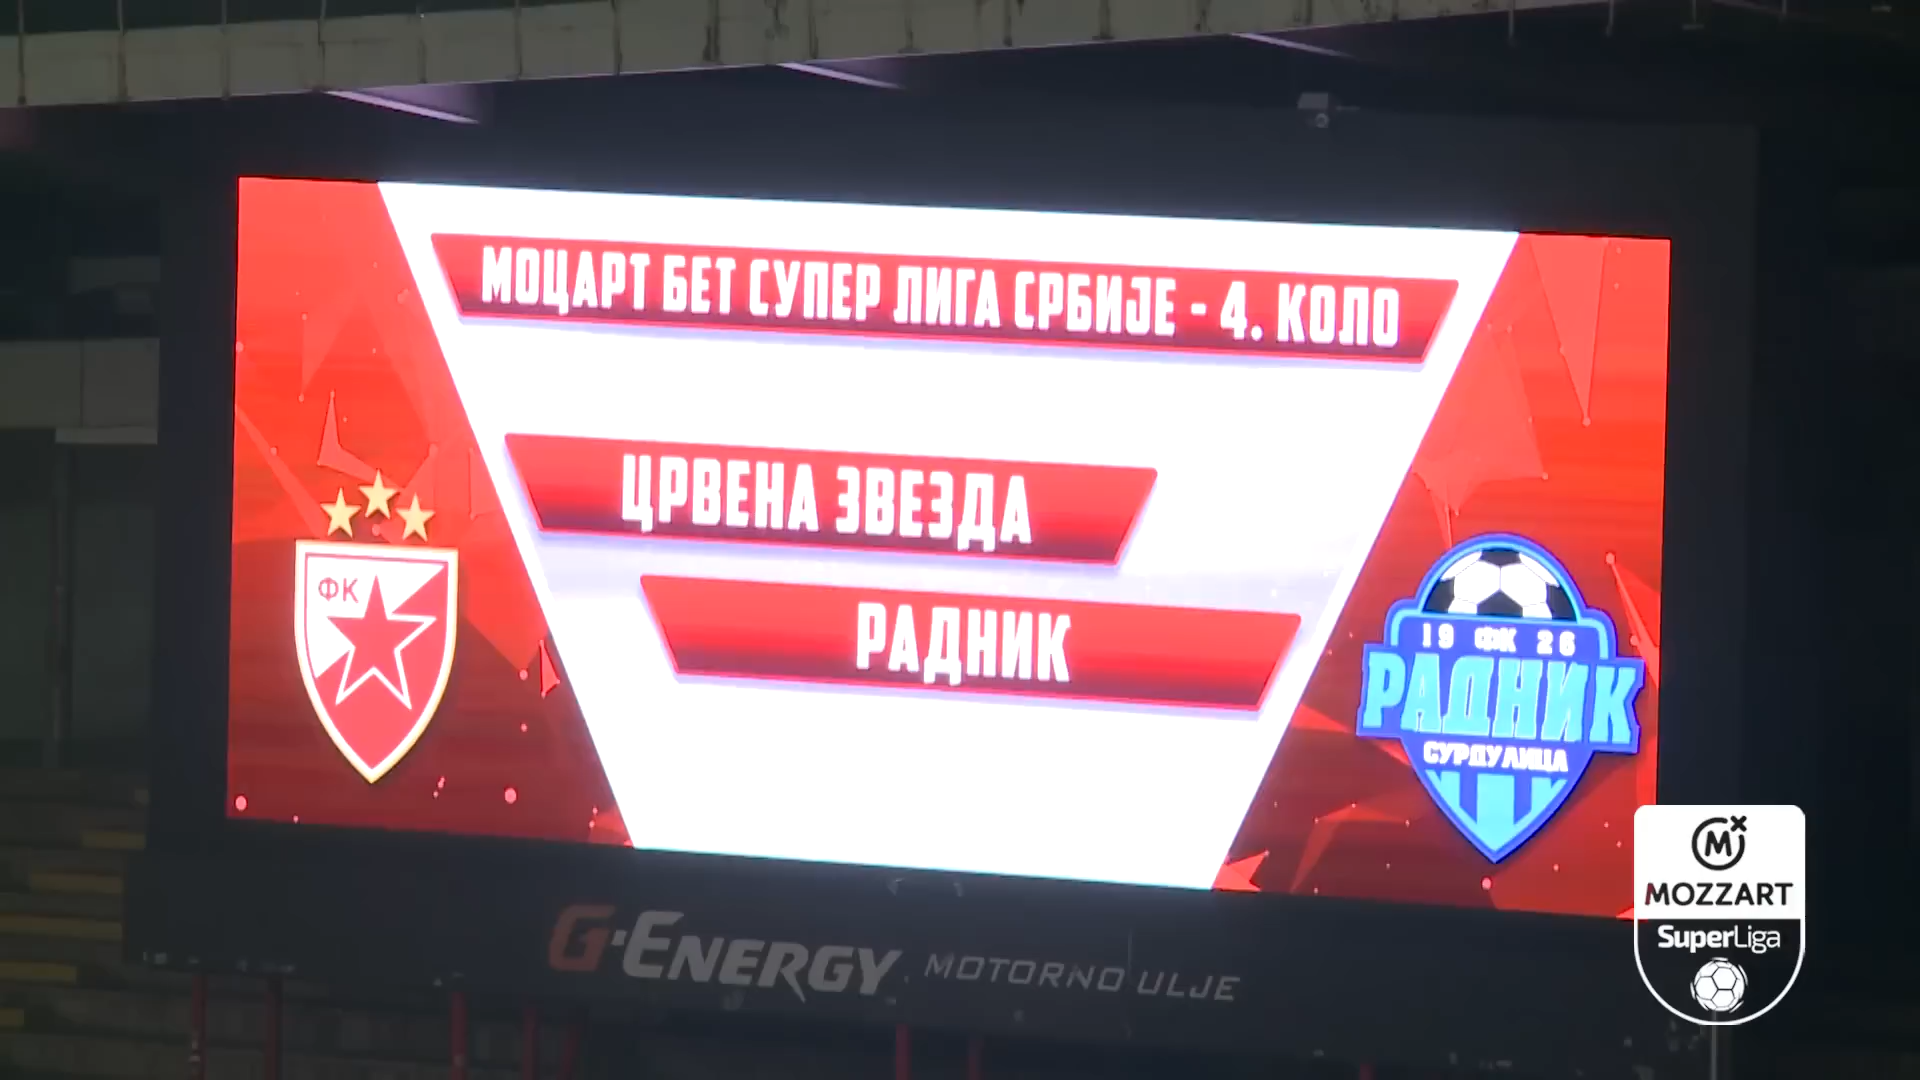 МОЦАРТ БЕТ СУПЕР ЛИГА СРБИЈЕ - 4. КОЛО
ЦРВЕНА ЗВЕЗДА
РАДНИК
ФК
19 ФК 26
РАДНИК
СУРДУЛИЦА
G-ENERGY MOTORNO ULJE
M
MOZZART
SuperLiga